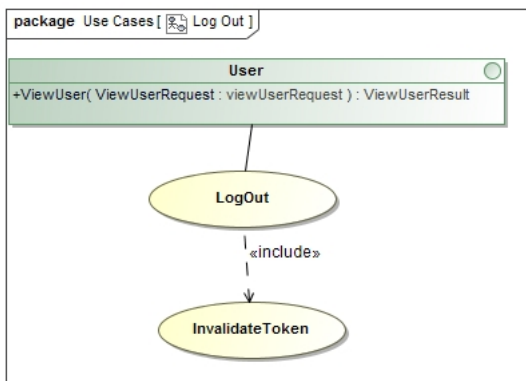 package Use Cases [ Log Out ]
User
+ViewUser( ViewUserRequest : viewUserRequest ) : ViewUserResult
LogOut
«include»
InvalidateToken